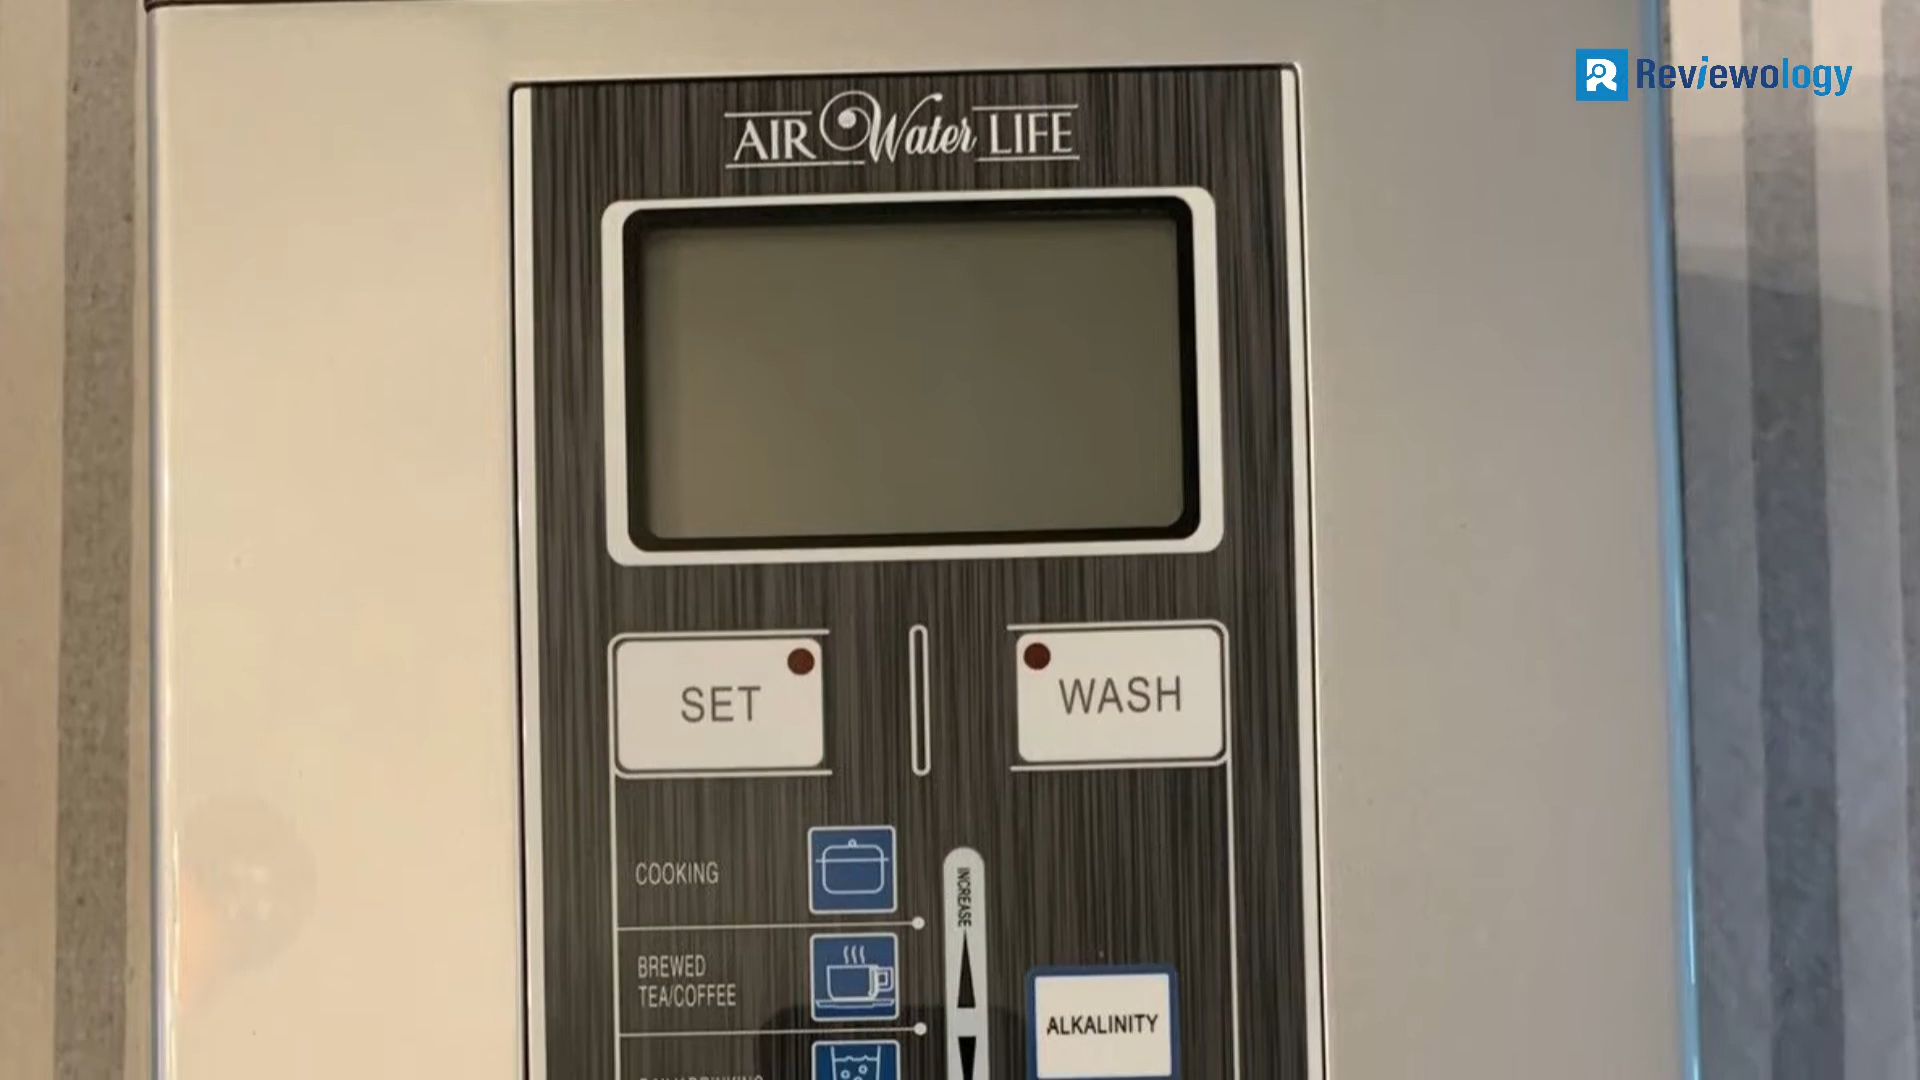 Reviewology
AIR Water LIFE
SET
WASH
COOKING
INCREASE
BREWED
TEA/COFFEE
ALKALINITY